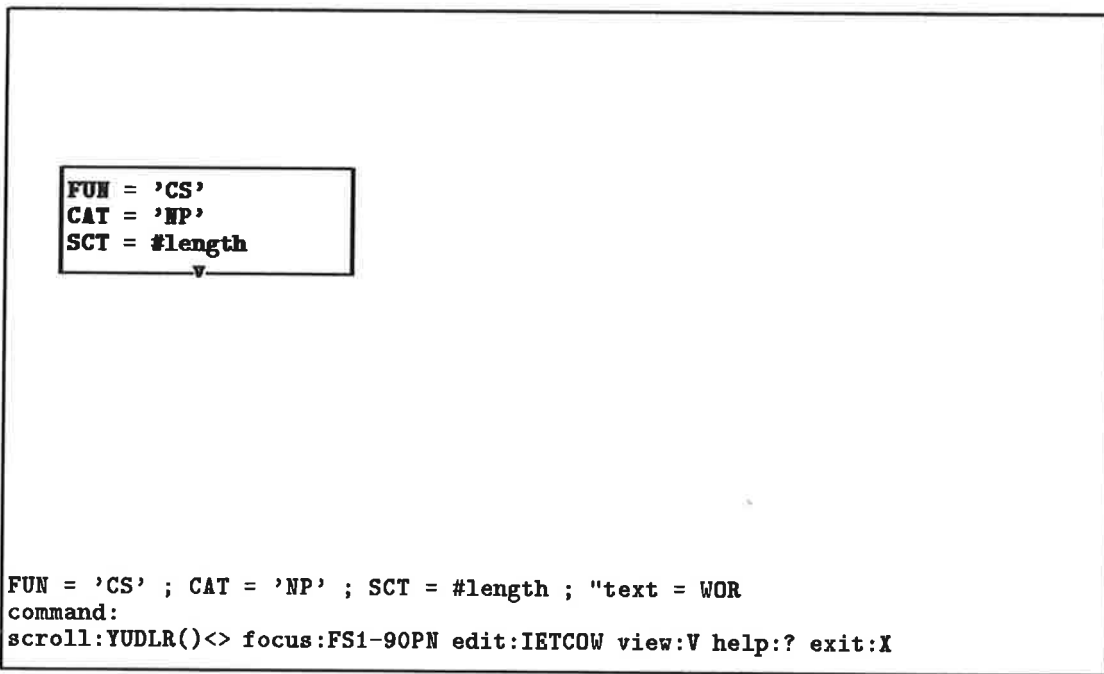 FUN = 'CS'
CAT = 'NP'
SCT = #length
V
FUN = 'CS' ; CAT = 'NP' ; SCT = #length ; "text = WOR
command:
scroll:YUDLR()<> focus:FS1-90PN edit:IETCOW view:V help:? exit:X